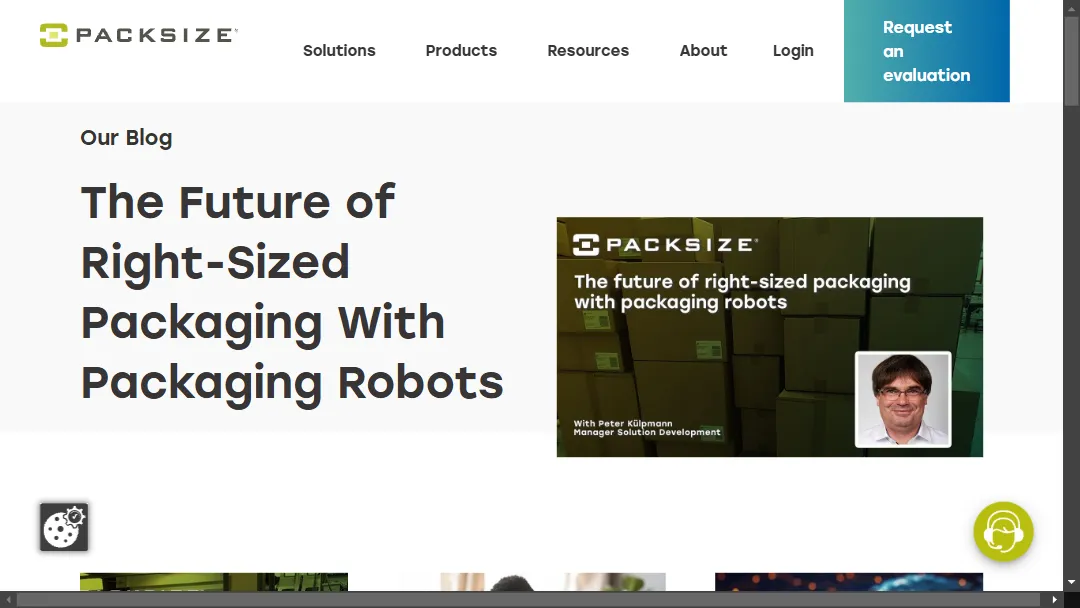 PACKSIZE
Solutions
Products
Resources
About
Login
Request
an
evaluation
Our Blog
The Future of
Right-Sized
Packaging With
Packaging Robots
PACKSIZE
The future of right-sized packaging
with packaging robots
With Peter Külpmann
Manager Solution Development